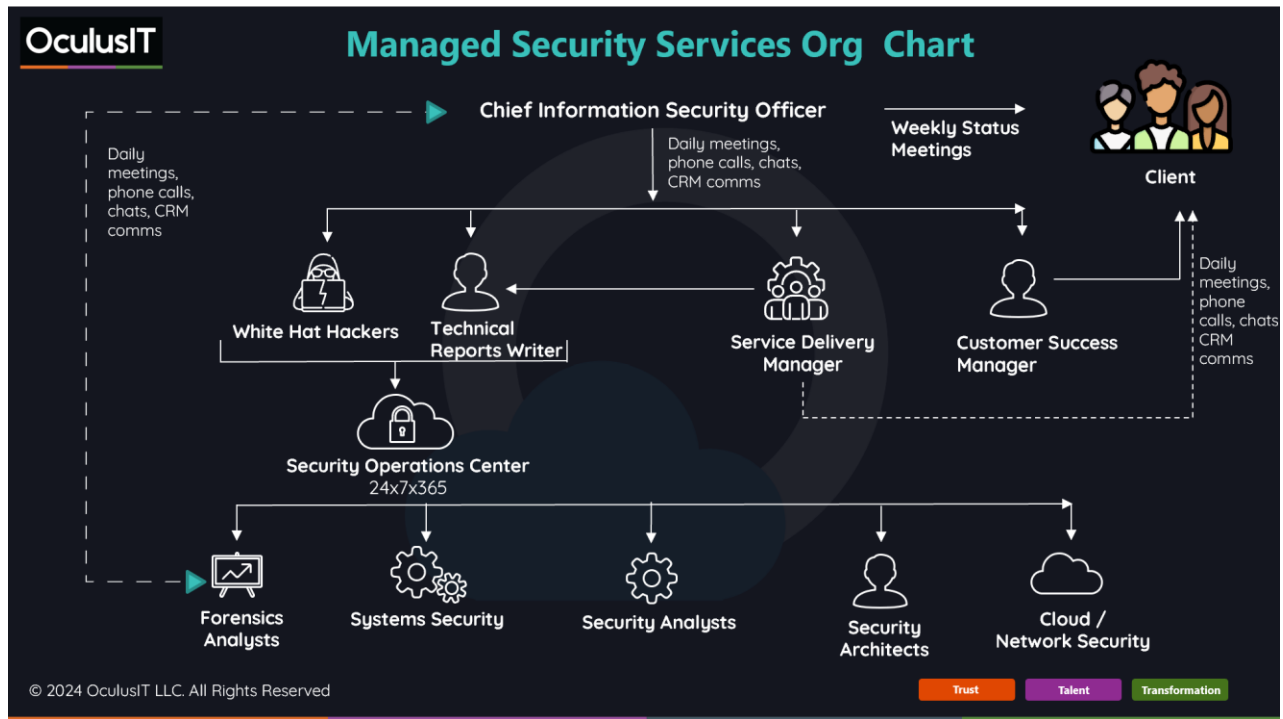 OculusIT
Managed Security Services Org Chart
Chief Information Security Officer
Weekly Status
Meetings
Client
Daily
meetings,
phone calls,
chats, CRM
comms
Daily meetings,
phone calls, chats,
CRM comms
White Hat Hackers
Technical
Reports Writer
Service Delivery
Manager
Customer Success
Manager
Daily
meetings,
phone
calls, chats
CRM
comms
Security Operations Center
24x7x365
Forensics
Analysts
Systems Security
Security Analysts
Security
Architects
Cloud /
Network Security
© 2024 OculusIT LLC. All Rights Reserved
Trust
Talent
Transformation